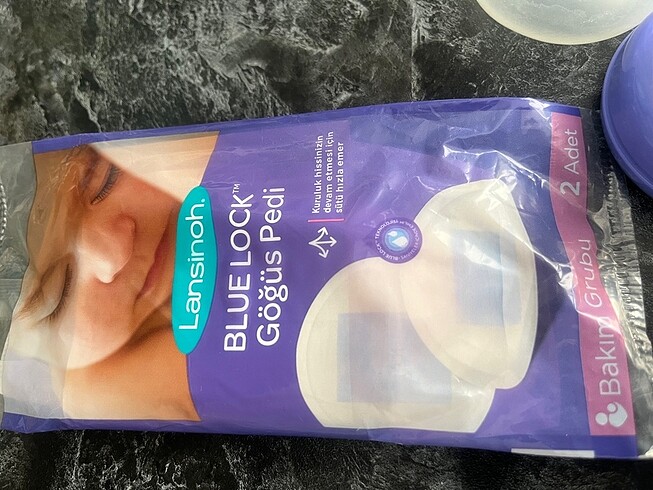 Lansinoh®
BLUE LOCK™
Göğüs Pedi
Kuruluk hissinizin
devam etmesi için
sütü hızla emer
Bakım Grubu
2 Adet